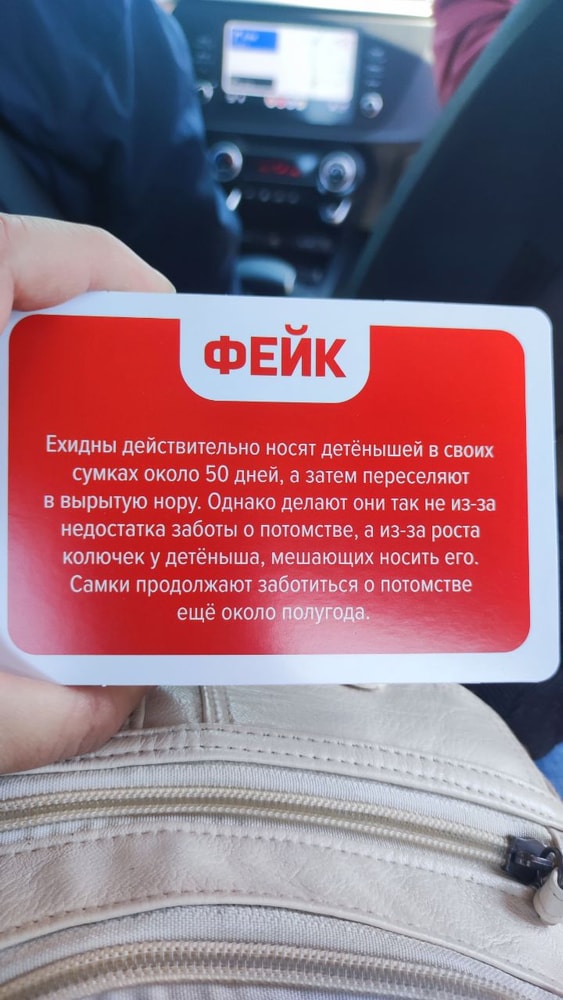 ФЕЙК
Ехидны действительно носят детёнышей в своих
сумках около 50 дней, а затем переселяют
в вырытую нору. Однако делают они так не из-за
недостатка заботы о потомстве, а из-за роста
колючек у детёныша, мешающих носить его.
Самки продолжают заботиться о потомстве
ещё около полугода.